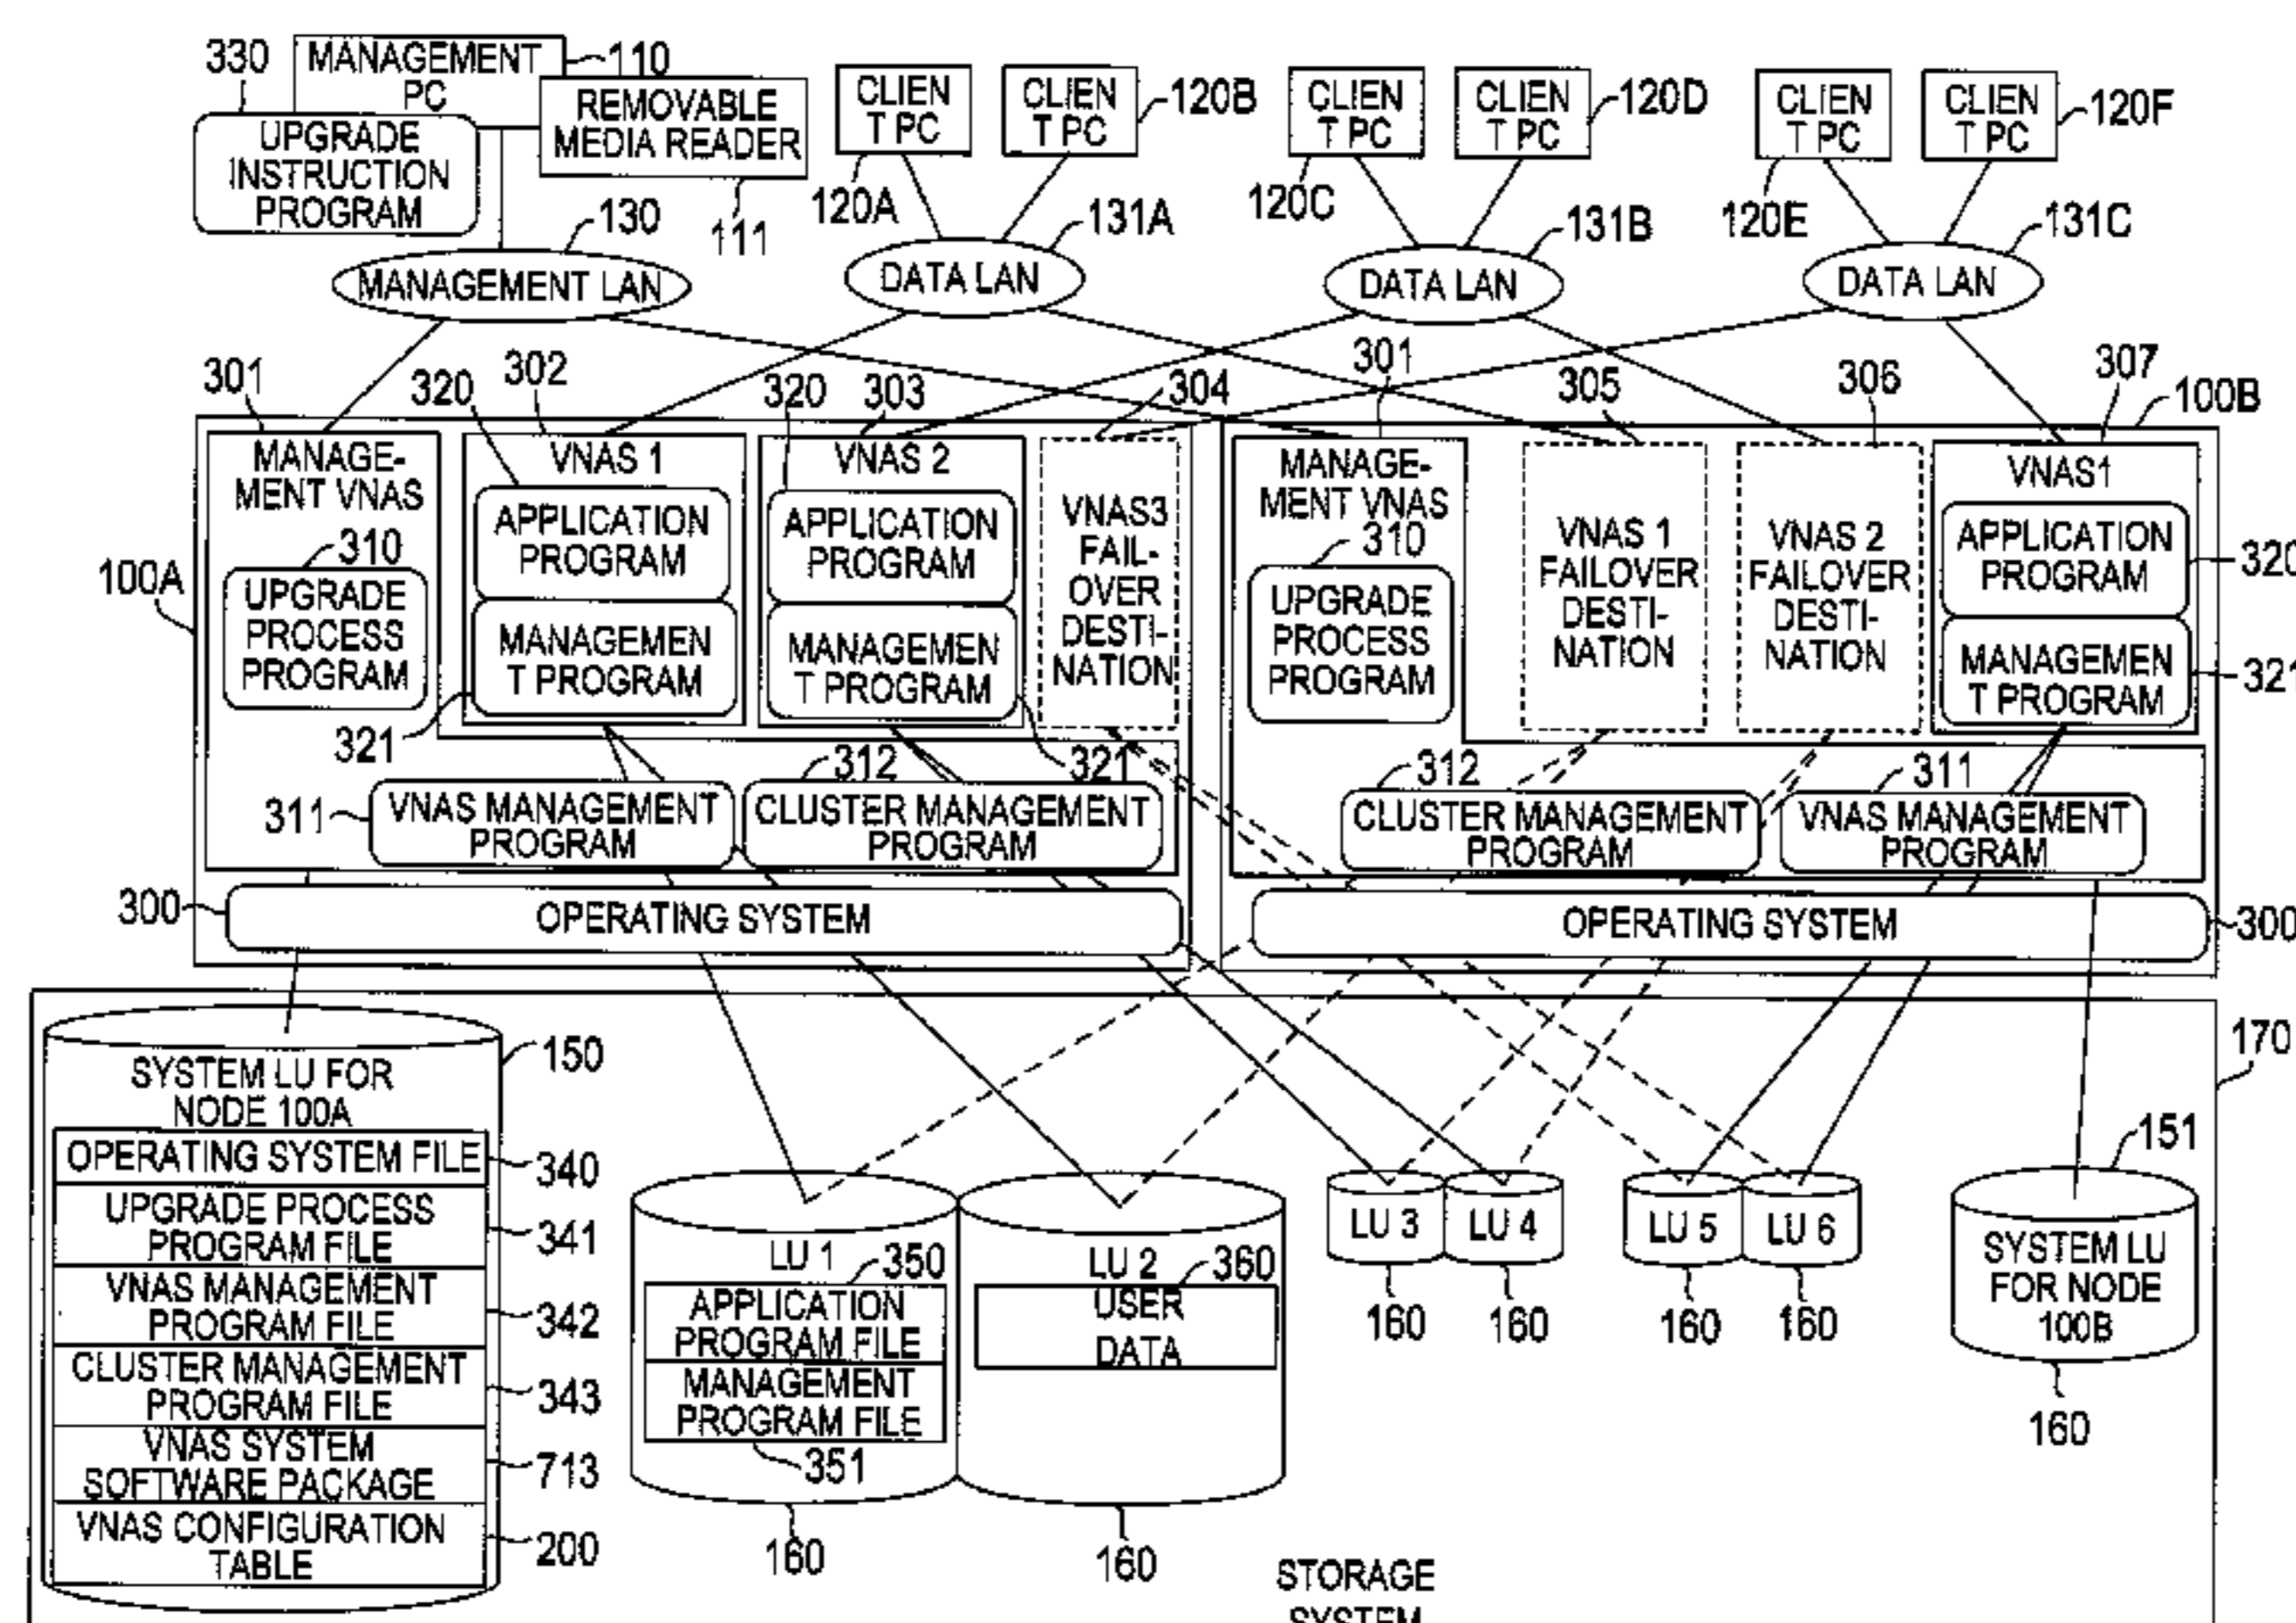 330
MANAGEMENT
PC
110
UPGRADE
INSTRUCTION
PROGRAM
REMOVABLE
MEDIA READER
111
CLIEN
T PC
120A
CLIEN
T PC
120B
CLIEN
T PC
120C
CLIEN
T PC
120D
CLIEN
T PC
120E
CLIEN
T PC
120F
130
MANAGEMENT LAN
131A
DATA LAN
131B
DATA LAN
131C
DATA LAN
100A
301
MANAGE-
MENT VNAS
310
UPGRADE
PROCESS
PROGRAM
320
302
VNAS 1
APPLICATION
PROGRAM
MANAGEMEN
T PROGRAM
321
320
303
VNAS 2
APPLICATION
PROGRAM
MANAGEMEN
T PROGRAM
321
304
VNAS3
FAIL-
OVER
DESTI-
NATION
311
VNAS MANAGEMENT
PROGRAM
312
CLUSTER MANAGEMENT
PROGRAM
300
OPERATING SYSTEM
100B
301
MANAGE-
MENT VNAS
310
UPGRADE
PROCESS
PROGRAM
305
VNAS 1
FAILOVER
DESTI-
NATION
306
VNAS 2
FAILOVER
DESTI-
NATION
307
VNAS1
APPLICATION
PROGRAM
320
MANAGEMEN
T PROGRAM
321
312
CLUSTER MANAGEMENT
PROGRAM
311
VNAS MANAGEMENT
PROGRAM
OPERATING SYSTEM
300
170
150
SYSTEM LU FOR
NODE 100A
OPERATING SYSTEM FILE
340
UPGRADE PROCESS
PROGRAM FILE
341
VNAS MANAGEMENT
PROGRAM FILE
342
CLUSTER MANAGEMENT
PROGRAM FILE
343
VNAS SYSTEM
SOFTWARE PACKAGE
713
VNAS CONFIGURATION
TABLE
200
LU 1
350
APPLICATION
PROGRAM FILE
MANAGEMENT
PROGRAM FILE
351
160
LU 2
360
USER
DATA
160
LU 3
160
LU 4
160
LU 5
160
LU 6
160
151
SYSTEM LU
FOR NODE
100B
160
STORAGE
SYSTEM